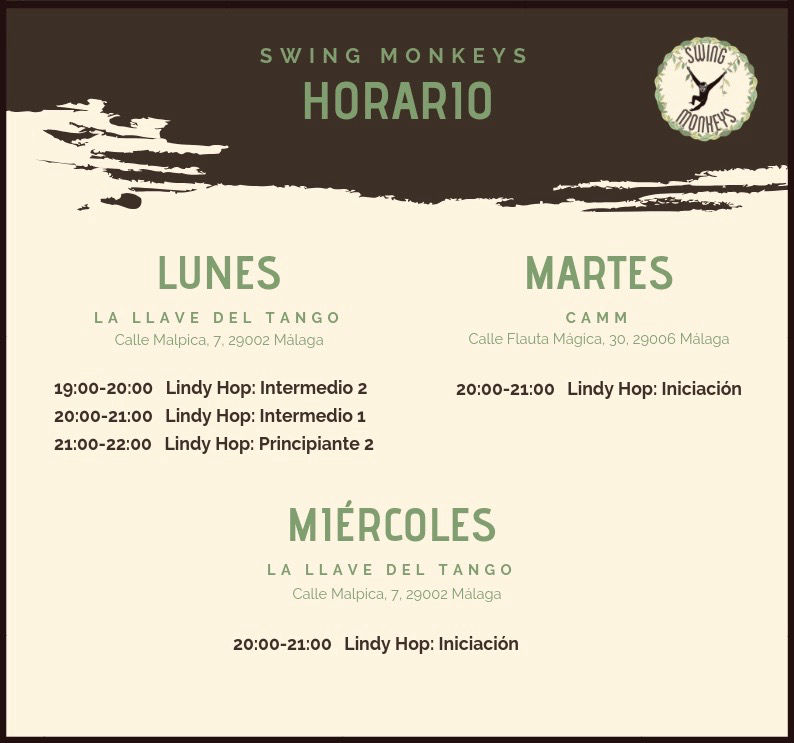 SWING MONKEYS
HORARIO
SWING
MONKEYS
LUNES
LA LLAVE DEL TANGO
Calle Malpica, 7, 29002 Málaga
19:00-20:00 Lindy Hop: Intermedio 2
20:00-21:00 Lindy Hop: Intermedio 1
21:00-22:00 Lindy Hop: Principiante 2
MARTES
CAMM
Calle Flauta Mágica, 30, 29006 Málaga
20:00-21:00 Lindy Hop: Iniciación
MIÉRCOLES
LA LLAVE DEL TANGO
Calle Malpica, 7, 29002 Málaga
20:00-21:00 Lindy Hop: Iniciación